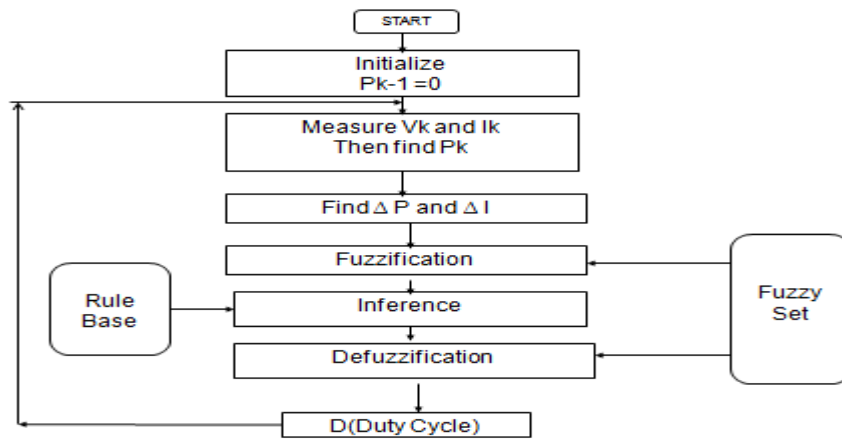 START
Initialize
Pk-1 =0
Measure Vk and Ik
Then find Pk
Find Δ P and Δ I
Fuzzification
Rule
Base
Inference
Fuzzy
Set
Defuzzification
D(Duty Cycle)